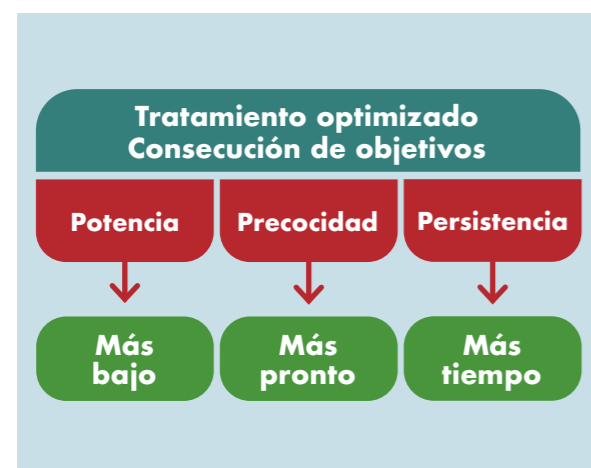 Tratamiento optimizado
Consecución de objetivos
Potencia
Precocidad
Persistencia
Más
bajo
Más
pronto
Más
tiempo